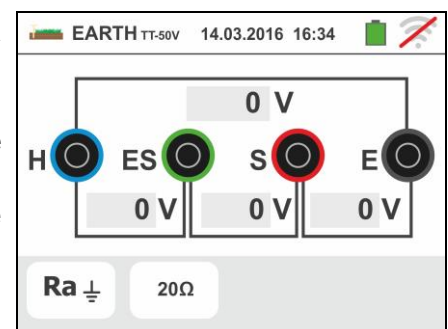 EARTH TT-50V 14.03.2016 16:34
0 V
H ES S E
0 V 0 V 0 V
Ra 20Ω